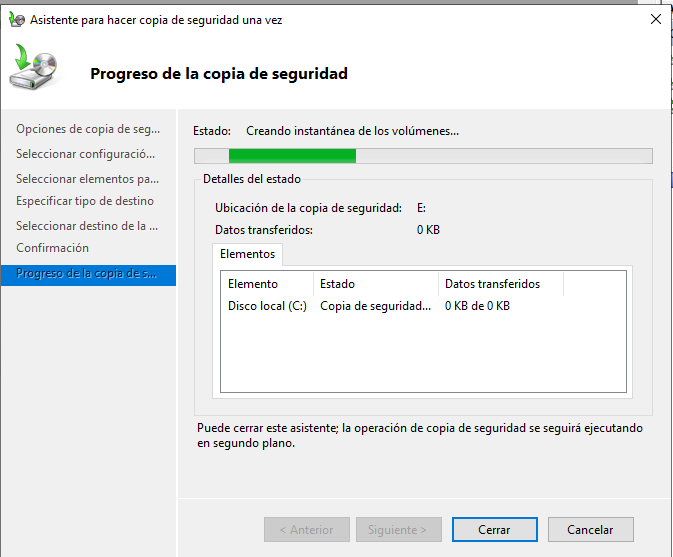 Asistente para hacer copia de seguridad una vez
Progreso de la copia de seguridad
Opciones de copia de seg...
Seleccionar configuració...
Seleccionar elementos pa...
Especificar tipo de destino
Seleccionar destino de la ...
Confirmación
Progreso de la copia de s...
Estado: Creando instantánea de los volúmenes...
Detalles del estado
Ubicación de la copia de seguridad: E:
Datos transferidos: 0 KB
Elementos
Elemento Estado Datos transferidos
Disco local (C:) Copia de seguridad... 0 KB de 0 KB
Puede cerrar este asistente; la operación de copia de seguridad se seguirá ejecutando
en segundo plano.
< Anterior Siguiente > Cerrar Cancelar